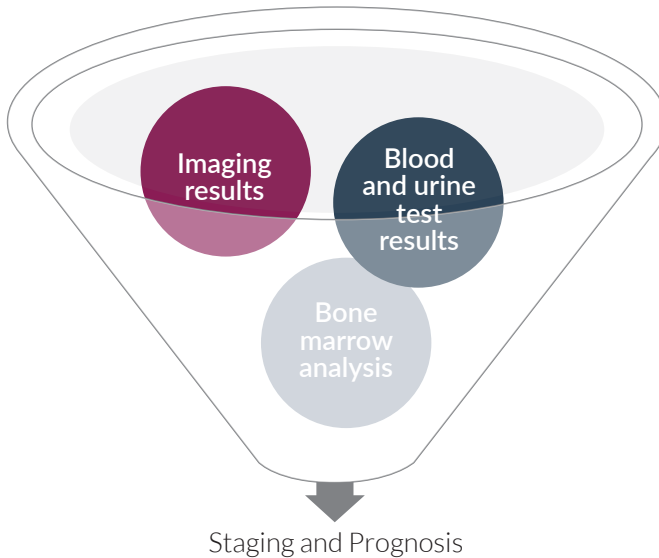 Imaging
results
Blood
and urine
test
results
Bone
marrow
analysis
Staging and Prognosis